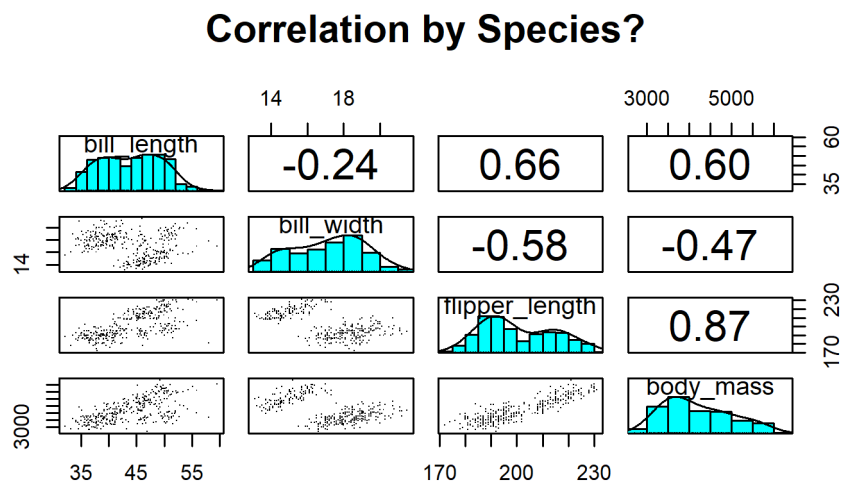 Correlation by Species?
14 18
3000 5000
bill_length -0.24 0.66 0.60
35 60
bill_width -0.58 -0.47
14
flipper_length 0.87
170 230
body_mass
3000
35 45 55
170 200 230